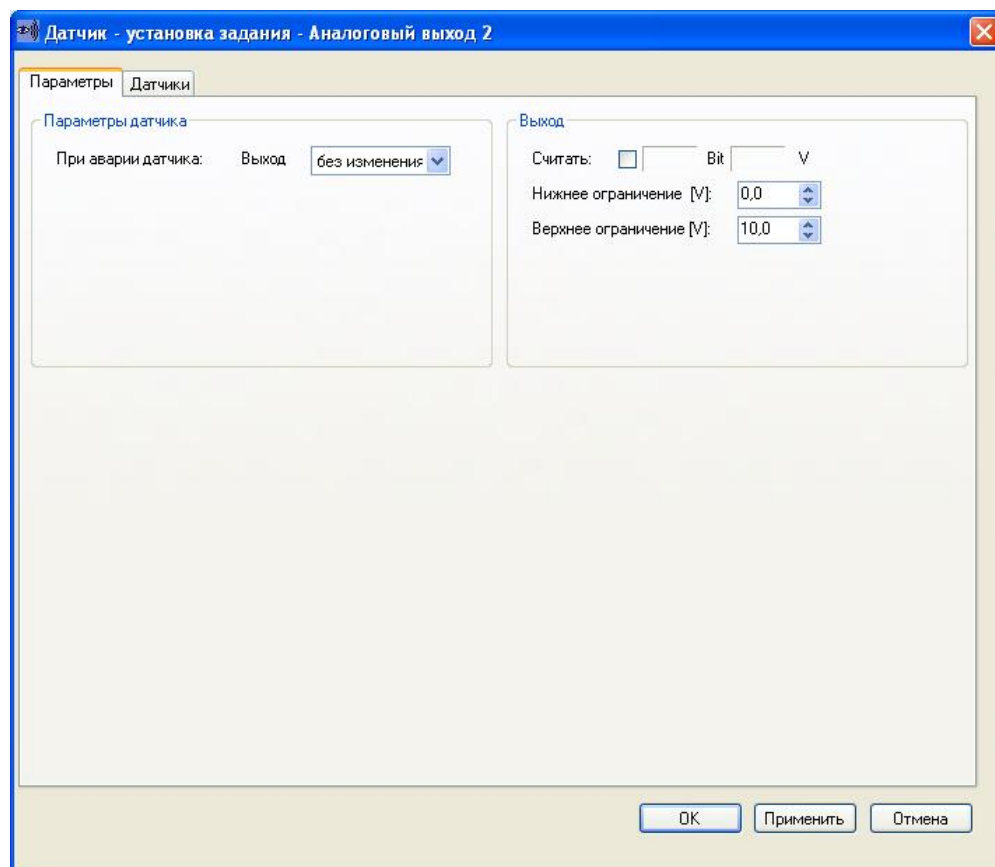 Датчик - установка задания - Аналоговый выход 2
Параметры Датчики
Параметры датчика
При аварии датчика: Выход без изменения
Выход
Считать: Bit V
Нижнее ограничение [V]: 0,0
Верхнее ограничение [V]: 10,0
OK Применить Отмена